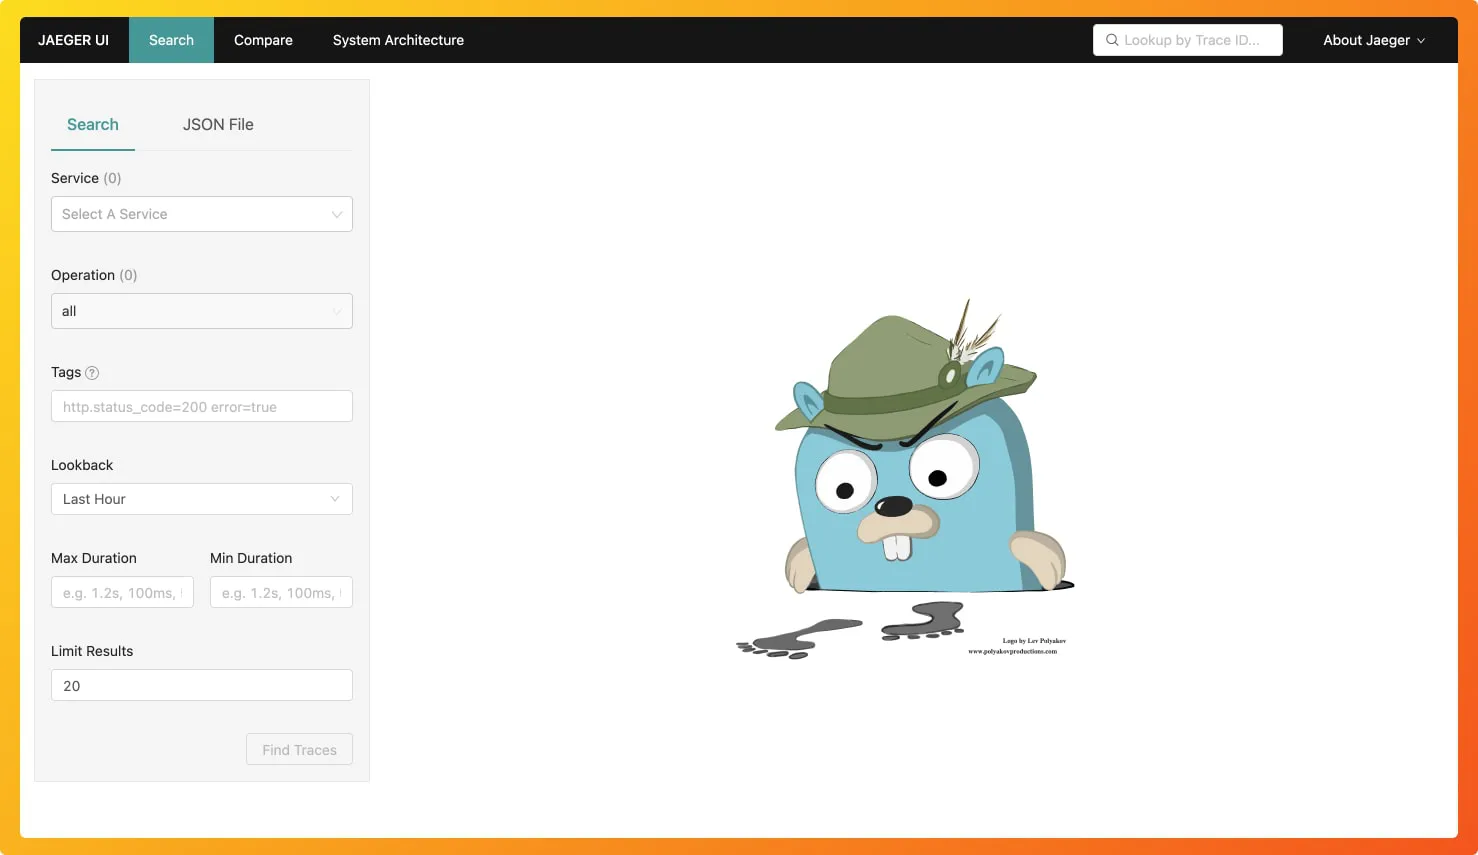 JAEGER UI Search Compare System Architecture Lookup by Trace ID... About Jaeger
Search JSON File
Service (0)
Select A Service
Operation (0)
all
Tags ?
http.status_code=200 error=true
Lookback
Last Hour
Max Duration Min Duration
e.g. 1.2s, 100ms, e.g. 1.2s, 100ms,
Limit Results
20
Find Traces
Logo by Lev Polyakov
www.polyakovproductions.com